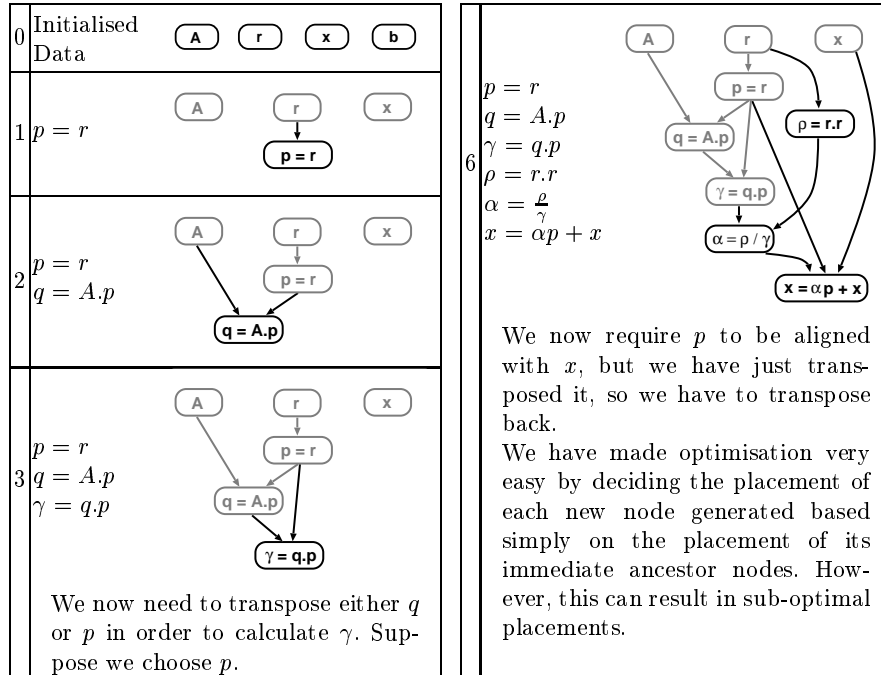 0
Initialised
Data
A r x b
1
p = r
A r x
p = r
2
p = r
q = A.p
A r x
p = r
q = A.p
3
p = r
q = A.p
γ = q.p
A r x
p = r
q = A.p
γ = q.p
We now need to transpose either q
or p in order to calculate γ. Sup-
pose we choose p.
6
p = r
q = A.p
γ = q.p
ρ = r.r
α = ρ/γ
x = αp + x
A r x
p = r
ρ = r.r
q = A.p
γ = q.p
α = ρ / γ
x = αp + x
We now require p to be aligned
with x, but we have just trans-
posed it, so we have to transpose
back.
We have made optimisation very
easy by deciding the placement of
each new node generated based
simply on the placement of its
immediate ancestor nodes. How-
ever, this can result in sub-optimal
placements.